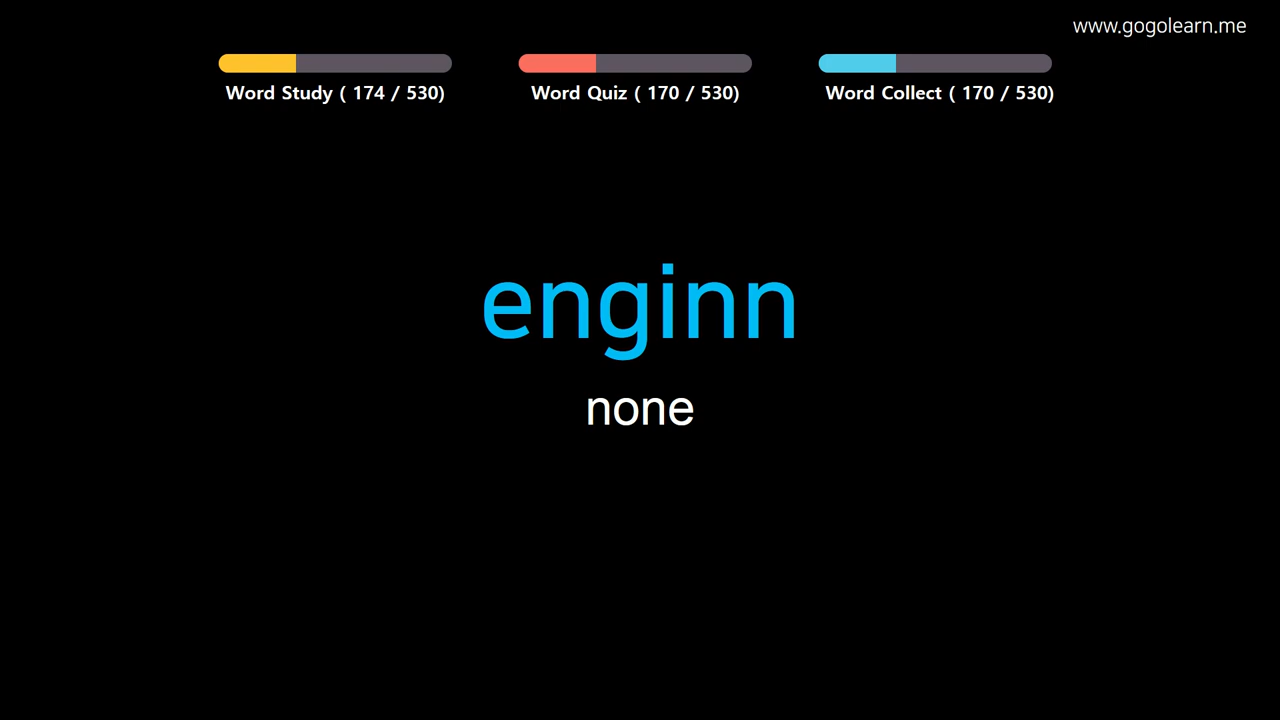 www.gogolearn.me
Word Study ( 174 / 530)
Word Quiz ( 170 / 530)
Word Collect ( 170 / 530)
enginn
none